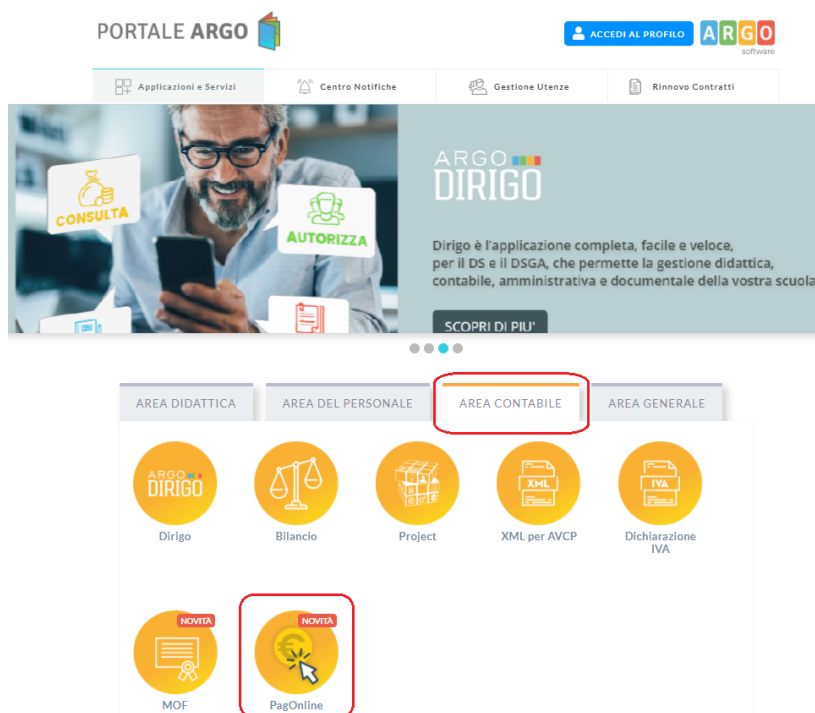 PORTALE ARGO
ACCEDI AL PROFILO
ARGO
software
Applicazioni e Servizi
Centro Notifiche
Gestione Utenze
Rinnovo Contratti
CONSULTA
AUTORIZZA
ARGO
DIRIGO
Dirigo è l'applicazione completa, facile e veloce,
per il DS e il DSGA, che permette la gestione didattica,
contabile, amministrativa e documentale della vostra scuola
SCOPRI DI PIU'
AREA DIDATTICA
AREA DEL PERSONALE
AREA CONTABILE
AREA GENERALE
ARGO
DIRIGO
XML
IVA
Dirigo
Bilancio
Project
XML per AVCP
Dichiarazione
IVA
NOVITÀ
NOVITÀ
€
MOF
PagOnline